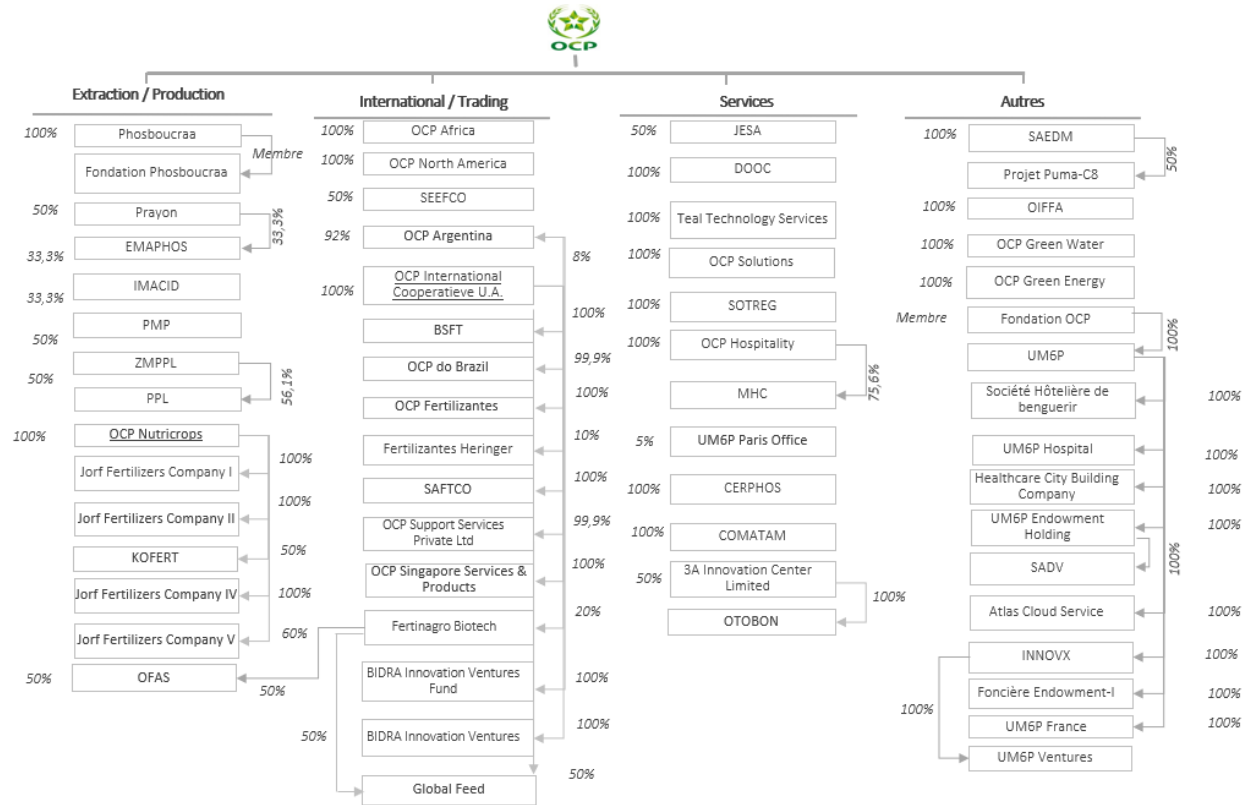 OCP
Extraction / Production
100%
Phosboucraa
Membre
Fondation Phosboucraa
50%
Prayon
33,3%
EMAPHOS
33,3%
IMACID
33,3%
PMP
50%
ZMPPL
56,1%
50%
PPL
100%
OCP Nutricrops
100%
Jorf Fertilizers Company I
100%
Jorf Fertilizers Company II
50%
KOFERT
100%
Jorf Fertilizers Company IV
60%
Jorf Fertilizers Company V
50%
OFAS
50%
International / Trading
100%
OCP Africa
100%
OCP North America
50%
SEEFCO
92%
OCP Argentina
8%
100%
OCP International
Cooperatieve U.A.
100%
BSFT
99,9%
OCP do Brazil
100%
OCP Fertilizantes
10%
Fertilizantes Heringer
100%
SAFTCO
99,9%
OCP Support Services
Private Ltd
100%
OCP Singapore Services &
Products
20%
Fertinagro Biotech
100%
BIDRA Innovation Ventures
Fund
100%
50%
BIDRA Innovation Ventures
50%
Global Feed
Services
50%
JESA
100%
DOOC
100%
Teal Technology Services
100%
OCP Solutions
100%
SOTREG
100%
OCP Hospitality
75,6%
MHC
5%
UM6P Paris Office
100%
CERPHOS
100%
COMATAM
50%
3A Innovation Center
Limited
100%
OTOBON
Autres
100%
SAEDM
50%
Projet Puma-C8
100%
OIFFA
100%
OCP Green Water
100%
OCP Green Energy
Membre
Fondation OCP
100%
UM6P
Société Hôtelière de
benguerir
100%
UM6P Hospital
100%
Healthcare City Building
Company
100%
UM6P Endowment
Holding
100%
SADV
100%
Atlas Cloud Service
100%
INNOVX
100%
Foncière Endowment-I
100%
100%
UM6P France
100%
UM6P Ventures